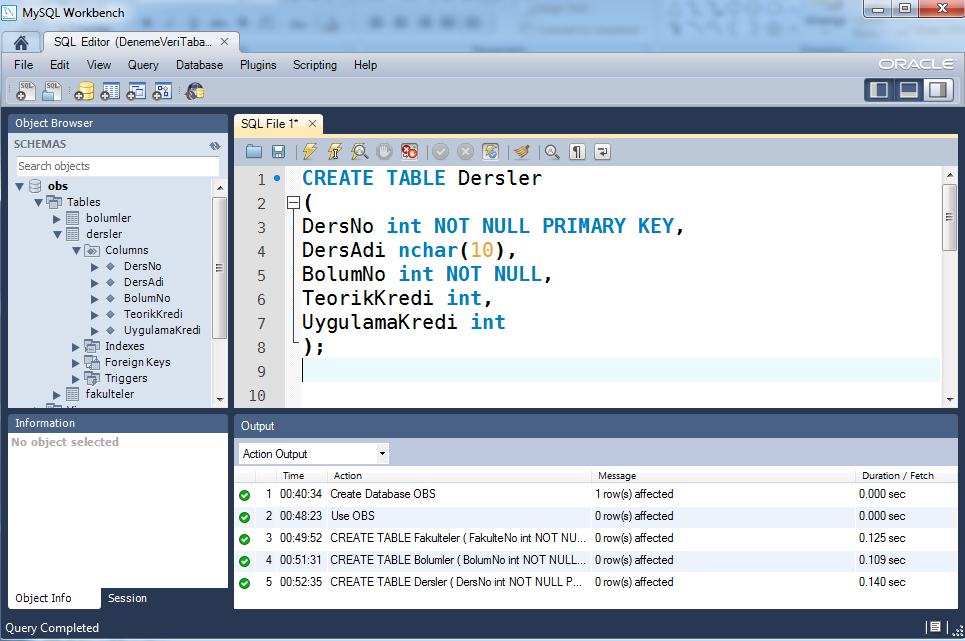 MySQL Workbench
SQL Editor (DenemeVeriTaba...
File Edit View Query Database Plugins Scripting Help
ORACLE
Object Browser
SCHEMAS
Search objects
obs
Tables
bolumler
dersler
Columns
DersNo
DersAdi
BolumNo
TeorikKredi
UygulamaKredi
Indexes
Foreign Keys
Triggers
fakulteler
SQL File 1*
1 CREATE TABLE Dersler
2 (
3 DersNo int NOT NULL PRIMARY KEY,
4 DersAdi nchar(10),
5 BolumNo int NOT NULL,
6 TeorikKredi int,
7 UygulamaKredi int
8 );
9
10
Information
No object selected
Object Info Session
Output
Action Output
Time Action Message Duration / Fetch
1 00:40:34 Create Database OBS 1 row(s) affected 0.000 sec
2 00:48:23 Use OBS 0 row(s) affected 0.000 sec
3 00:49:52 CREATE TABLE Fakulteler ( FakulteNo int NOT NU... 0 row(s) affected 0.125 sec
4 00:51:31 CREATE TABLE Bolumler ( BolumNo int NOT NULL... 0 row(s) affected 0.109 sec
5 00:52:35 CREATE TABLE Dersler ( DersNo int NOT NULL P... 0 row(s) affected 0.140 sec
Query Completed